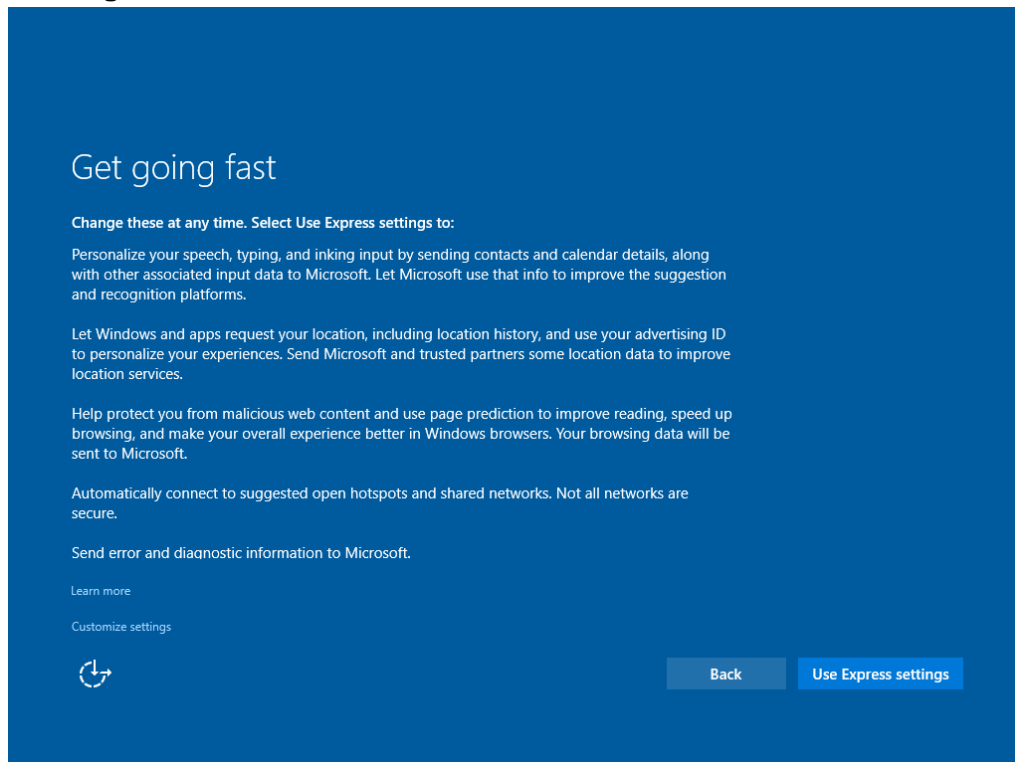 Get going fast
Change these at any time. Select Use Express settings to:
Personalize your speech, typing, and inking input by sending contacts and calendar details, along
with other associated input data to Microsoft. Let Microsoft use that info to improve the suggestion
and recognition platforms.
Let Windows and apps request your location, including location history, and use your advertising ID
to personalize your experiences. Send Microsoft and trusted partners some location data to improve
location services.
Help protect you from malicious web content and use page prediction to improve reading, speed up
browsing, and make your overall experience better in Windows browsers. Your browsing data will be
sent to Microsoft.
Automatically connect to suggested open hotspots and shared networks. Not all networks are
secure.
Send error and diagnostic information to Microsoft.
Learn more
Customize settings
Back
Use Express settings